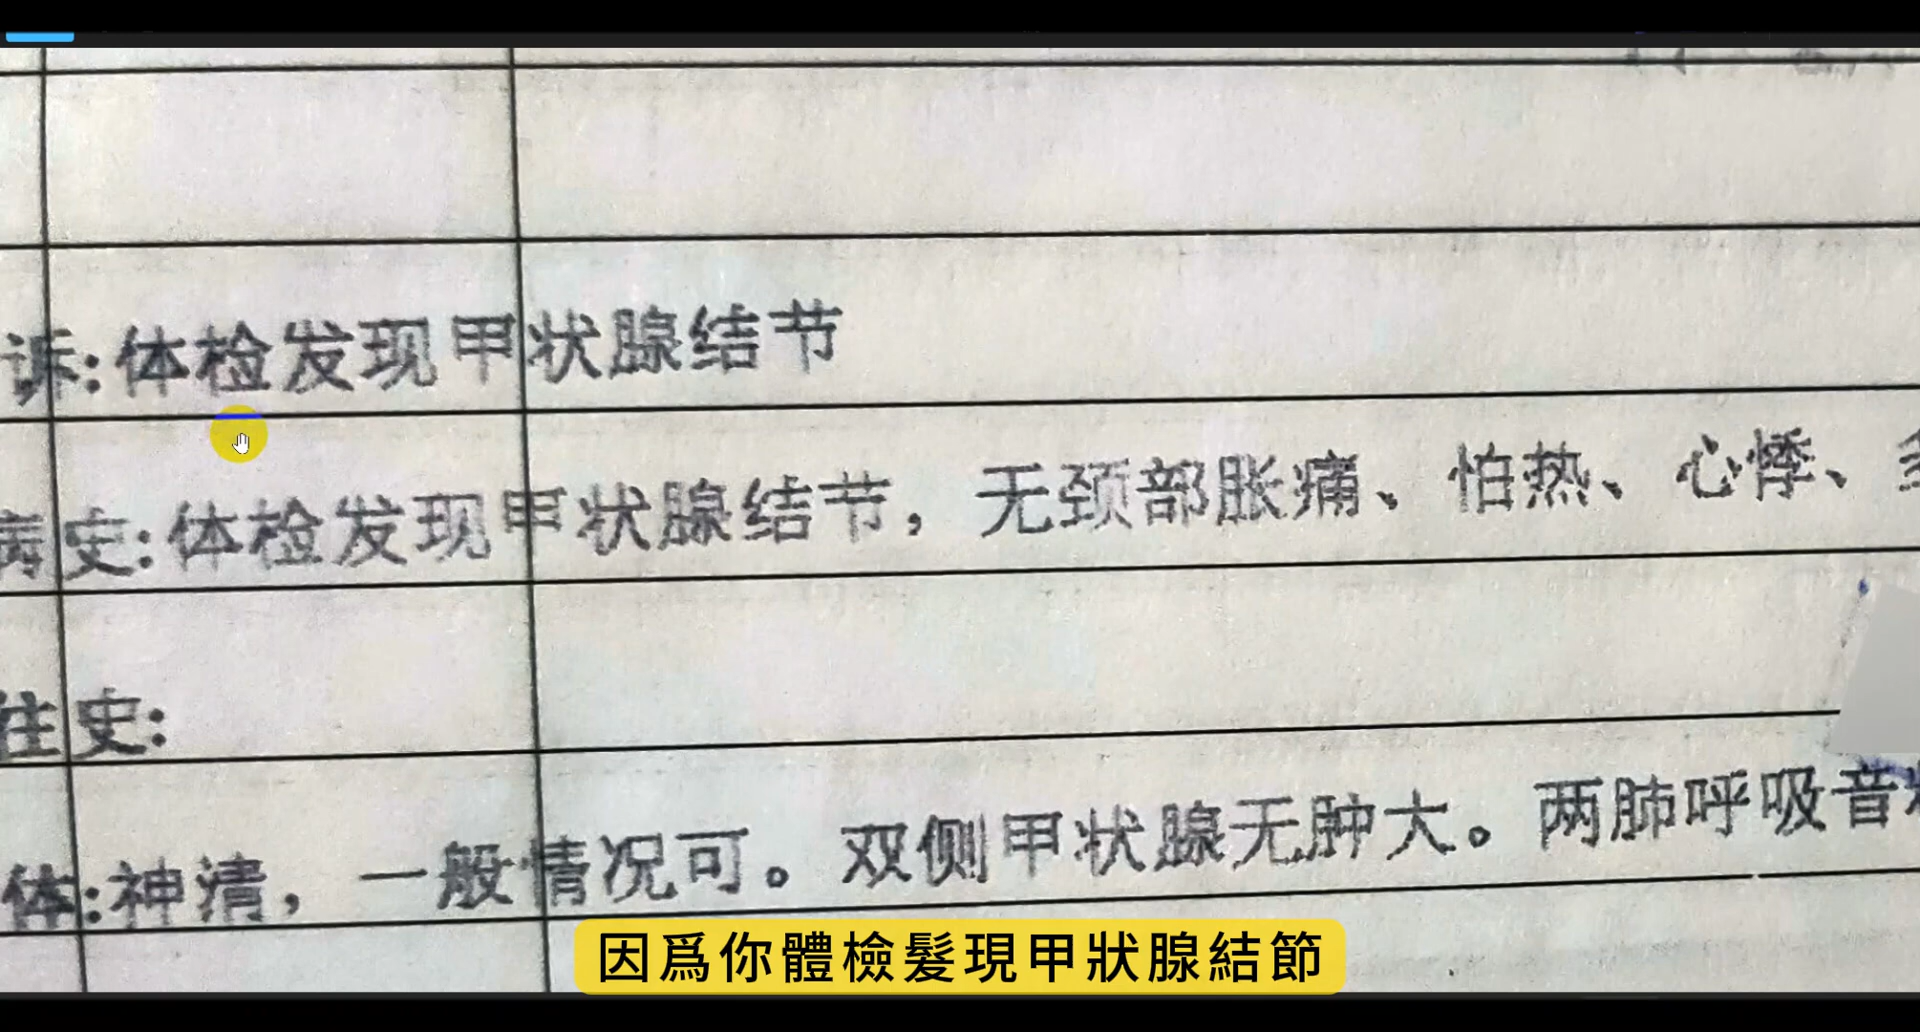 诉:体检发现甲状腺结节
病史:体检发现甲状腺结节，无颈部胀痛、怕热、心悸、
往史:
体:神清，一般情况可。双侧甲状腺无肿大。两肺呼吸音
因爲你體檢髮現甲狀腺結節